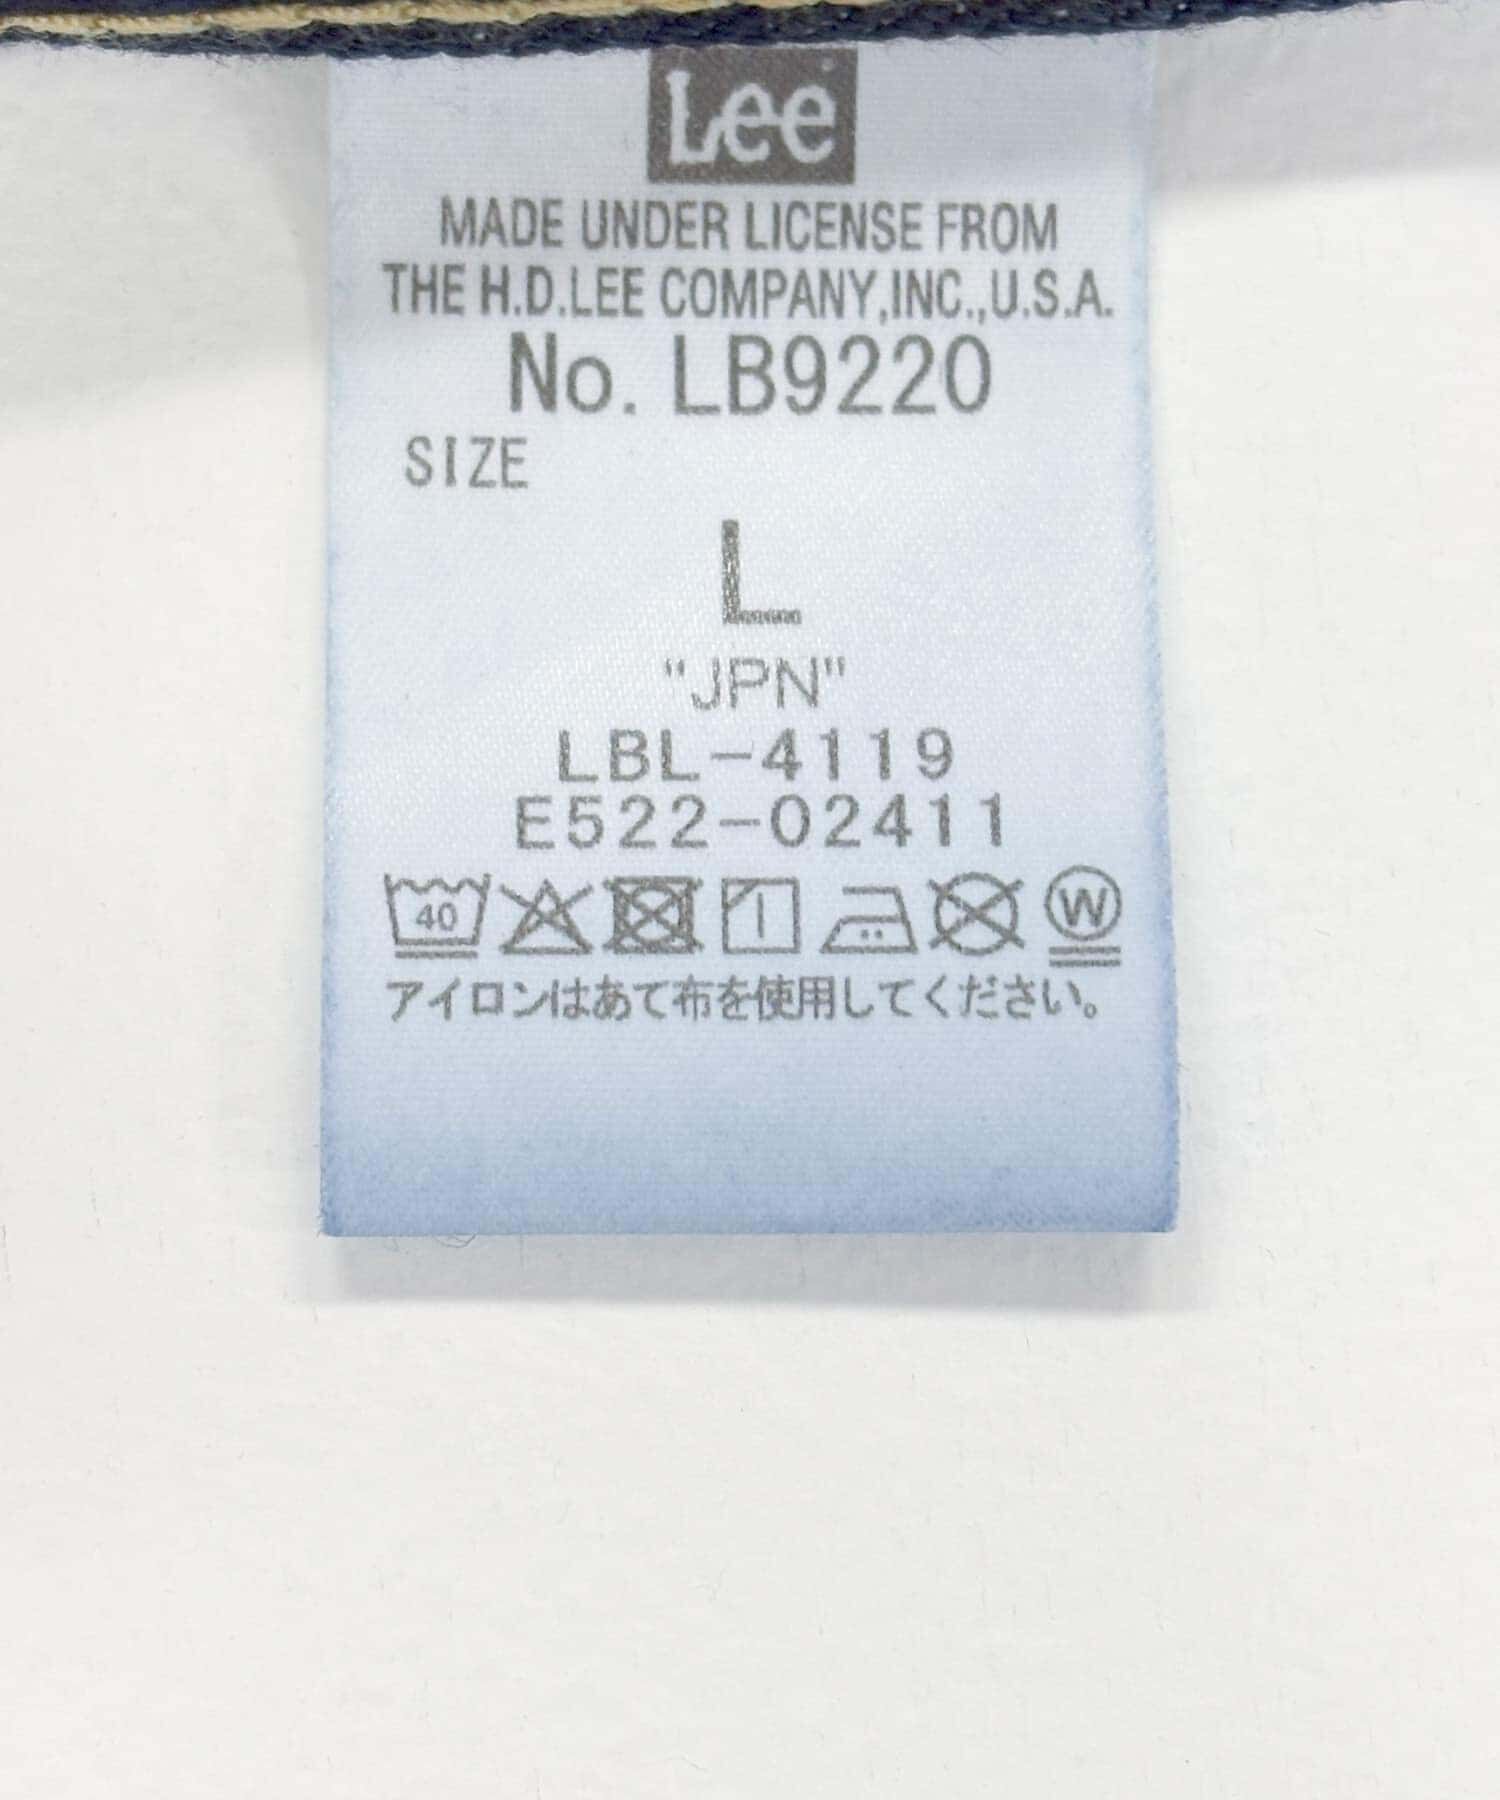 Lee
MADE UNDER LICENSE FROM
THE H.D.LEE COMPANY,INC.,U.S.A.
No. LB9220
SIZE
L
"JPN"
LBL-4119
E522-02411
40 W
アイロンはあて布を使用してください。